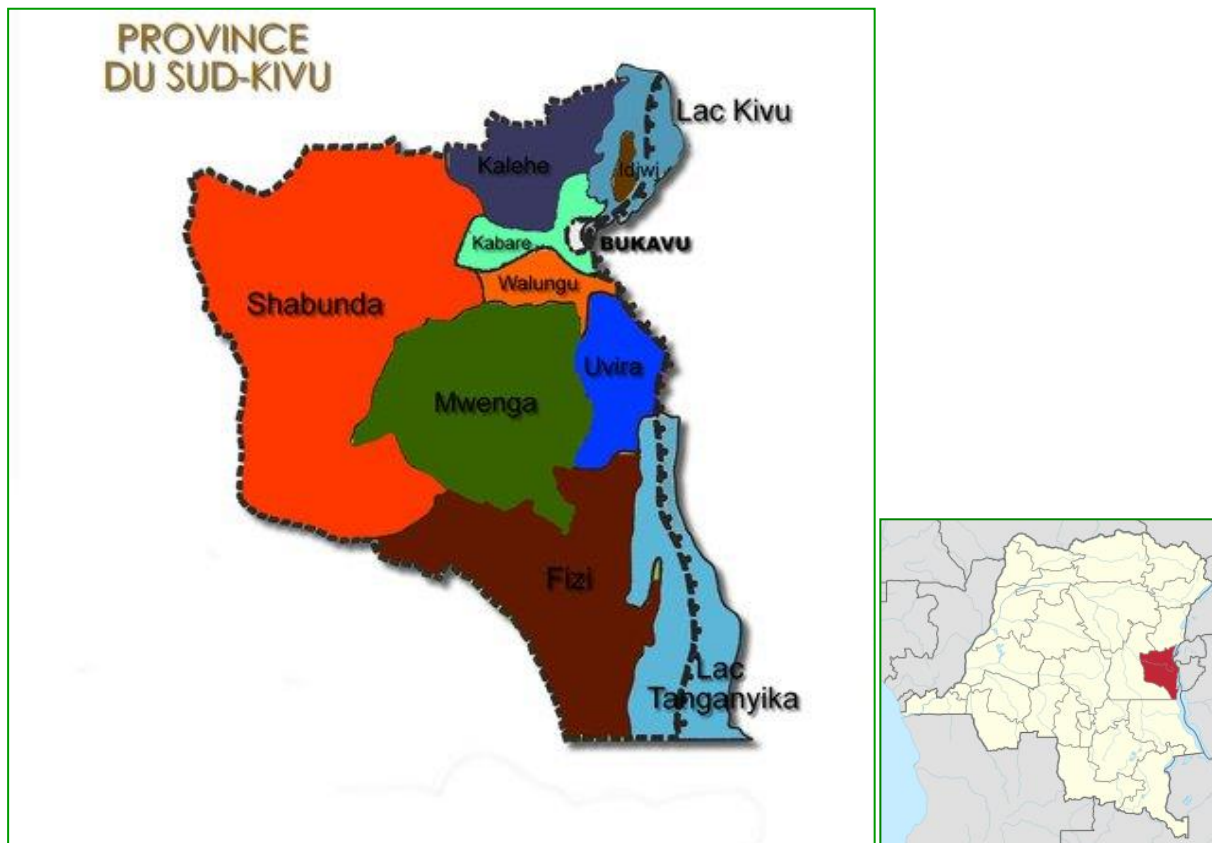 PROVINCE
DU SUD-KIVU
Lac Kivu
Kalehe
Idjwi
Kabare
BUKAVU
Walungu
Shabunda
Uvira
Mwenga
Fizi
Lac
Tanganyika